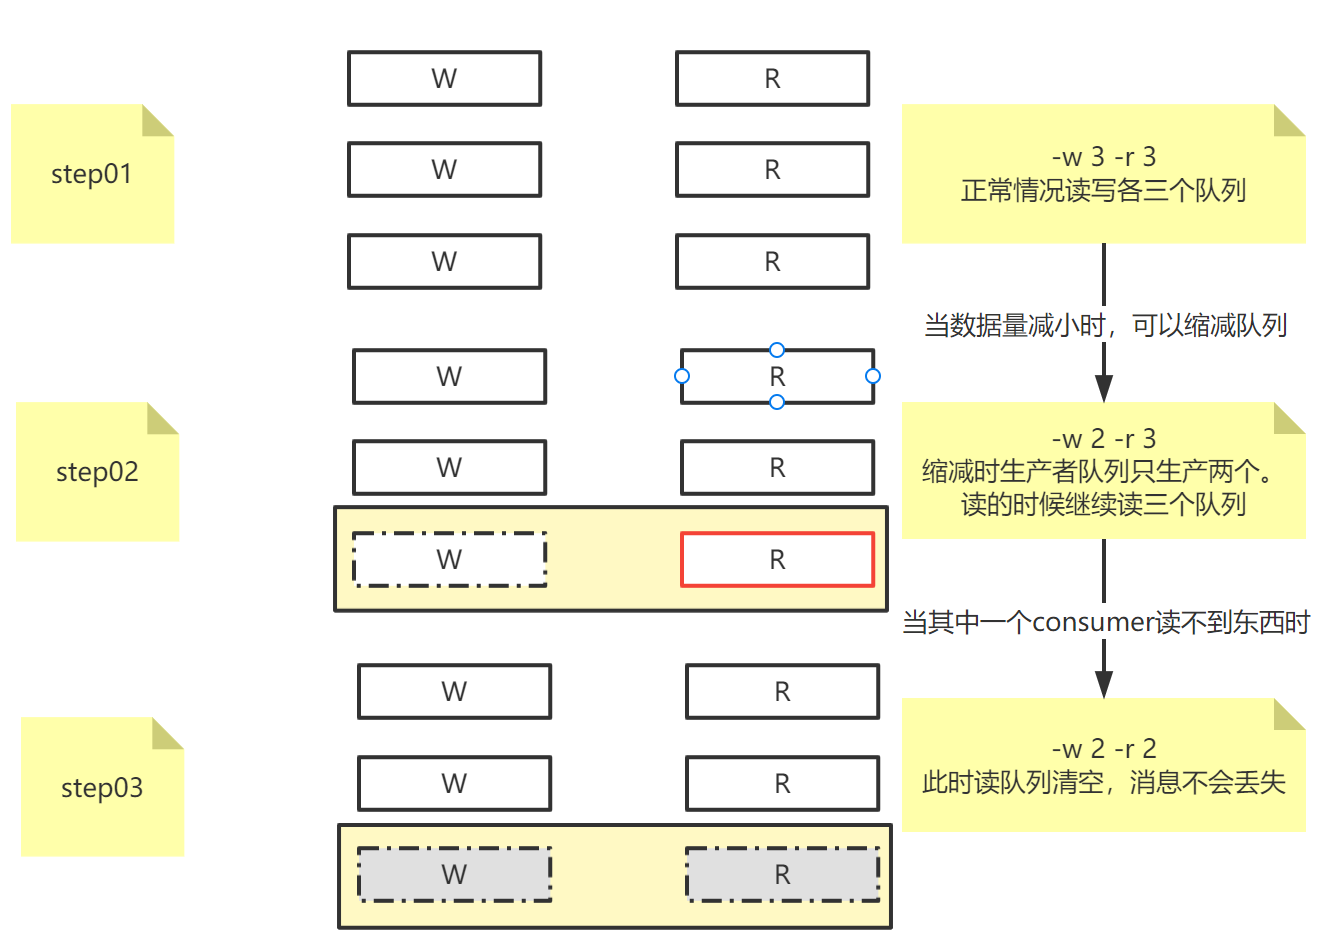 step01
W
R
W
R
W
R
-w 3 -r 3
正常情况读写各三个队列
当数据量减小时，可以缩减队列
step02
W
R
W
R
W
R
-w 2 -r 3
缩减时生产者队列只生产两个。
读的时候继续读三个队列
当其中一个consumer读不到东西时
step03
W
R
W
R
W
R
-w 2 -r 2
此时读队列清空，消息不会丢失